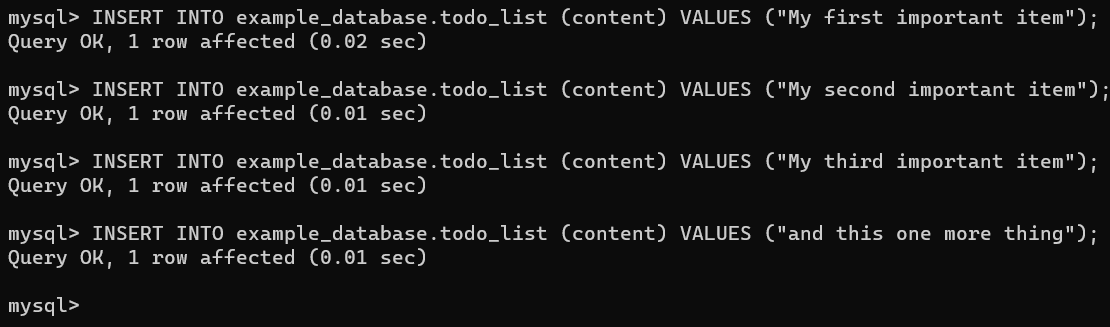 mysql> INSERT INTO example_database.todo_list (content) VALUES ("My first important item");
Query OK, 1 row affected (0.02 sec)
mysql> INSERT INTO example_database.todo_list (content) VALUES ("My second important item");
Query OK, 1 row affected (0.01 sec)
mysql> INSERT INTO example_database.todo_list (content) VALUES ("My third important item");
Query OK, 1 row affected (0.01 sec)
mysql> INSERT INTO example_database.todo_list (content) VALUES ("and this one more thing");
Query OK, 1 row affected (0.01 sec)
mysql>